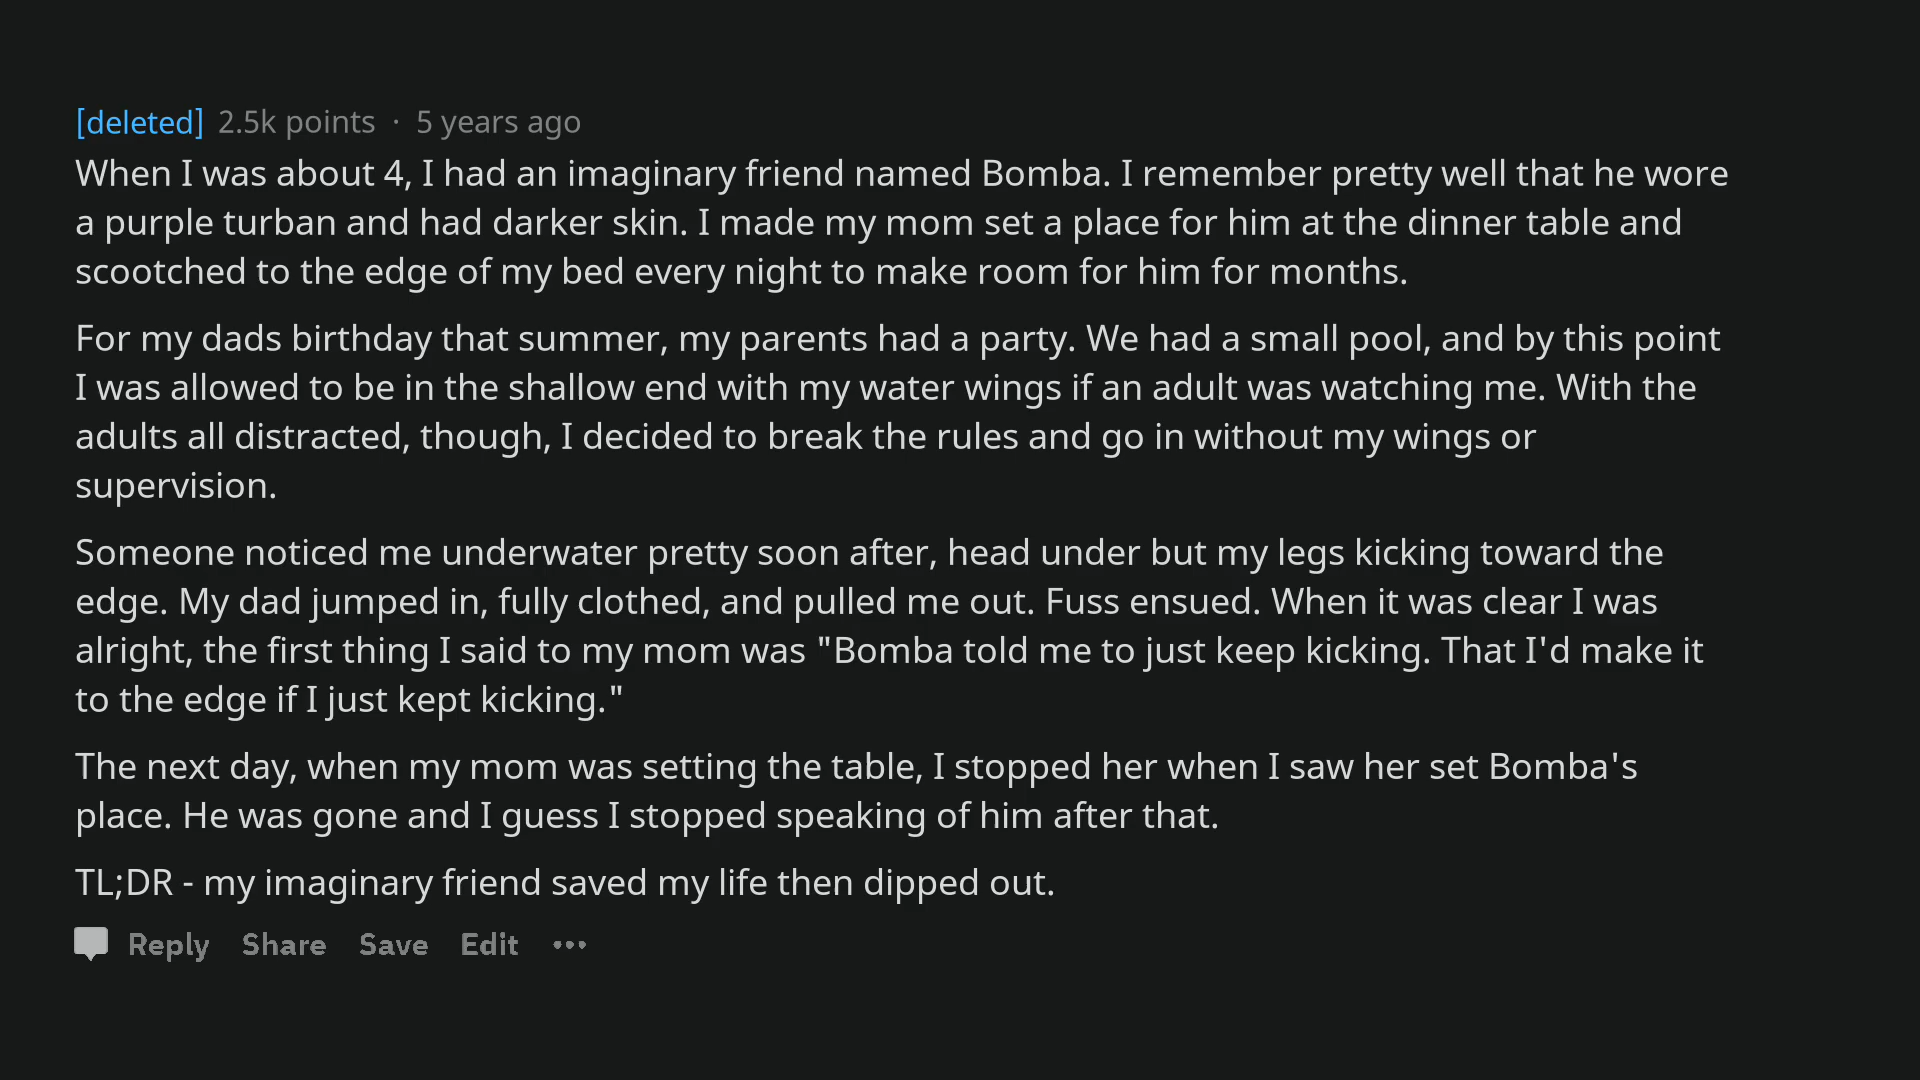 [deleted] 2.5k points · 5 years ago
When I was about 4, I had an imaginary friend named Bomba. I remember pretty well that he wore
a purple turban and had darker skin. I made my mom set a place for him at the dinner table and
scootched to the edge of my bed every night to make room for him for months.
For my dads birthday that summer, my parents had a party. We had a small pool, and by this point
I was allowed to be in the shallow end with my water wings if an adult was watching me. With the
adults all distracted, though, I decided to break the rules and go in without my wings or
supervision.
Someone noticed me underwater pretty soon after, head under but my legs kicking toward the
edge. My dad jumped in, fully clothed, and pulled me out. Fuss ensued. When it was clear I was
alright, the first thing I said to my mom was "Bomba told me to just keep kicking. That I'd make it
to the edge if I just kept kicking."
The next day, when my mom was setting the table, I stopped her when I saw her set Bomba's
place. He was gone and I guess I stopped speaking of him after that.
TL;DR - my imaginary friend saved my life then dipped out.
Reply Share Save Edit •••